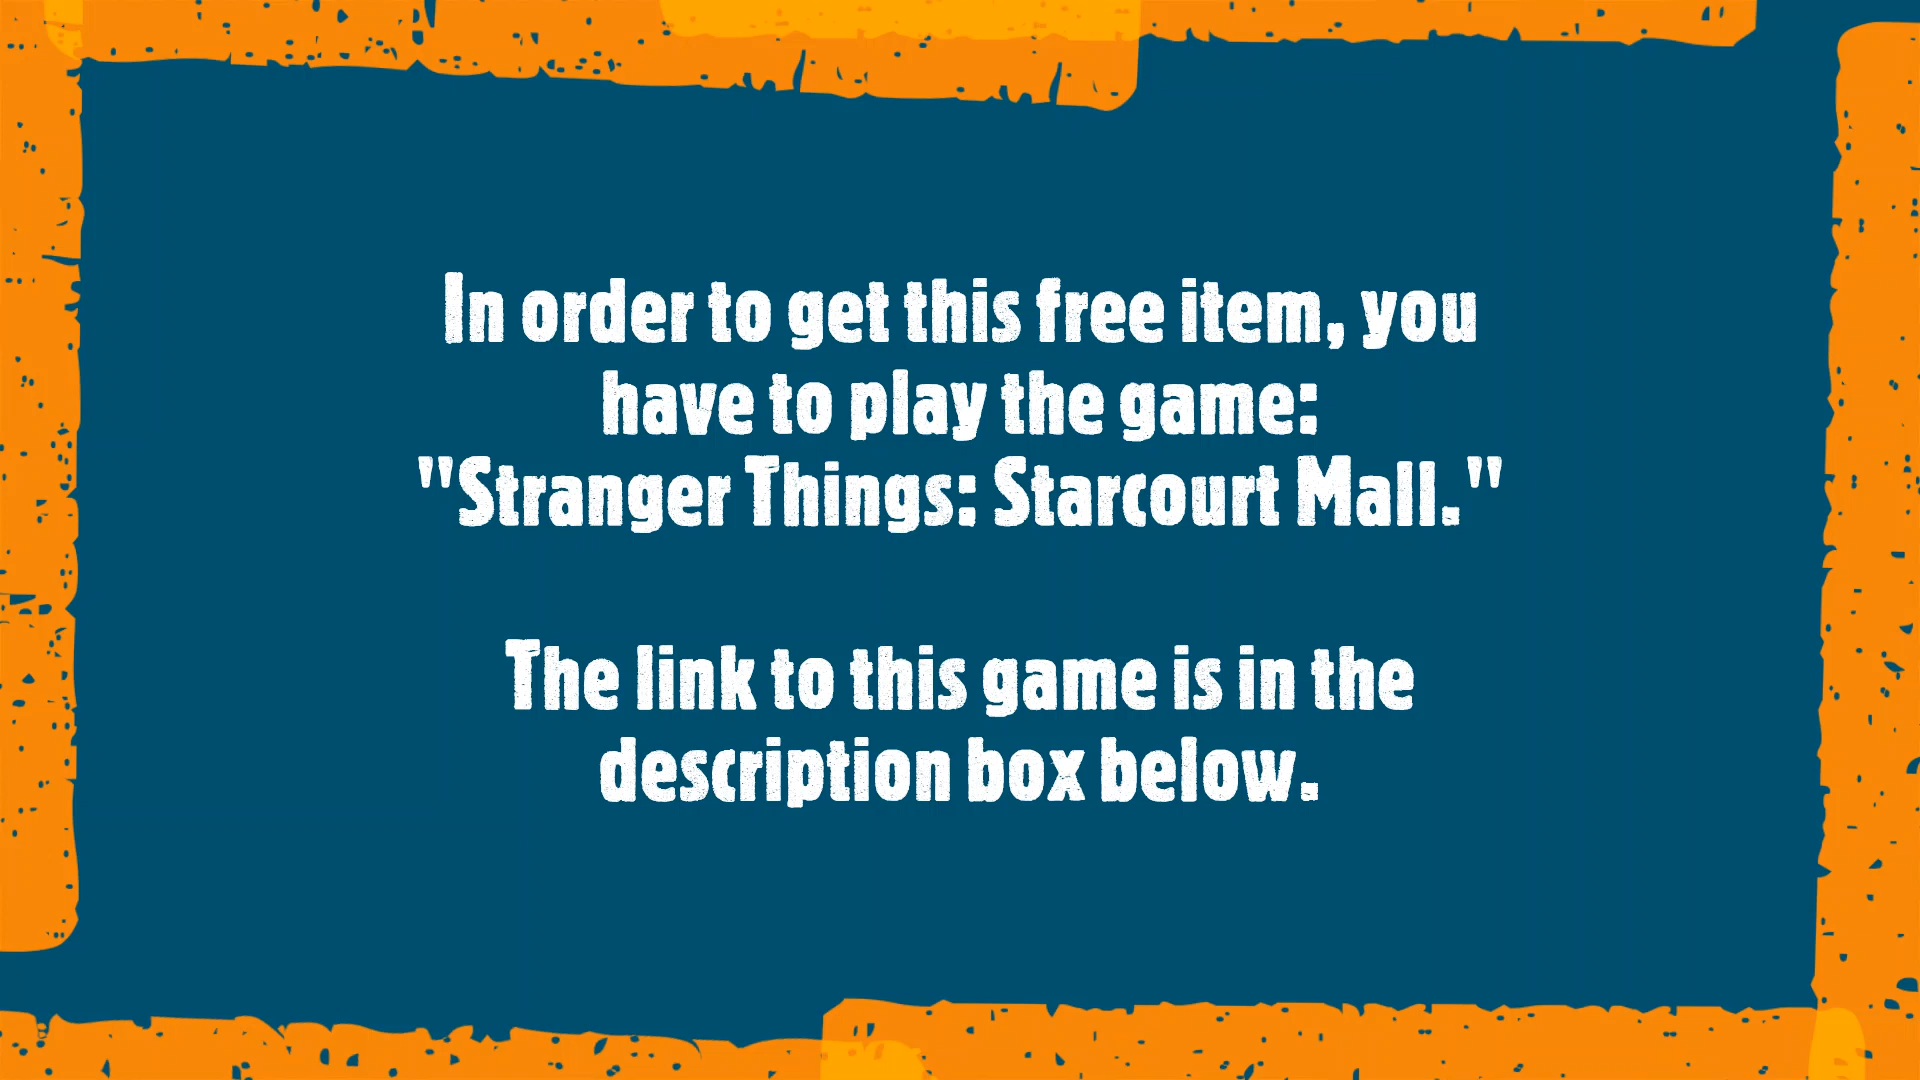 In order to get this free item, you
have to play the game:
"Stranger Things: Starcourt Mall."
The link to this game is in the
description box below.